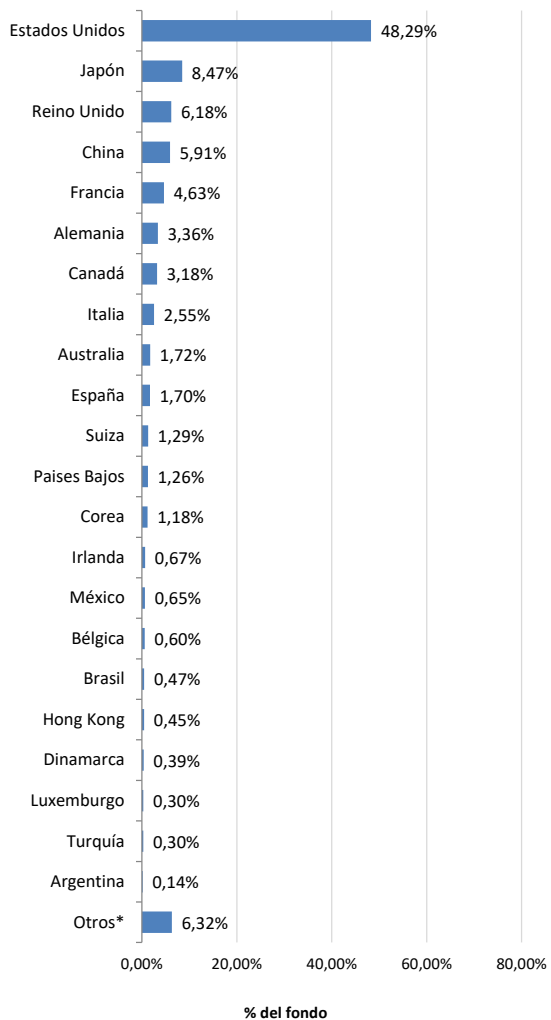 Estados Unidos 48,29%
Japón 8,47%
Reino Unido 6,18%
China 5,91%
Francia 4,63%
Alemania 3,36%
Canadá 3,18%
Italia 2,55%
Australia 1,72%
España 1,70%
Suiza 1,29%
Paises Bajos 1,26%
Corea 1,18%
Irlanda 0,67%
México 0,65%
Bélgica 0,60%
Brasil 0,47%
Hong Kong 0,45%
Dinamarca 0,39%
Luxemburgo 0,30%
Turquía 0,30%
Argentina 0,14%
Otros* 6,32%
0,00% 20,00% 40,00% 60,00% 80,00%
% del fondo